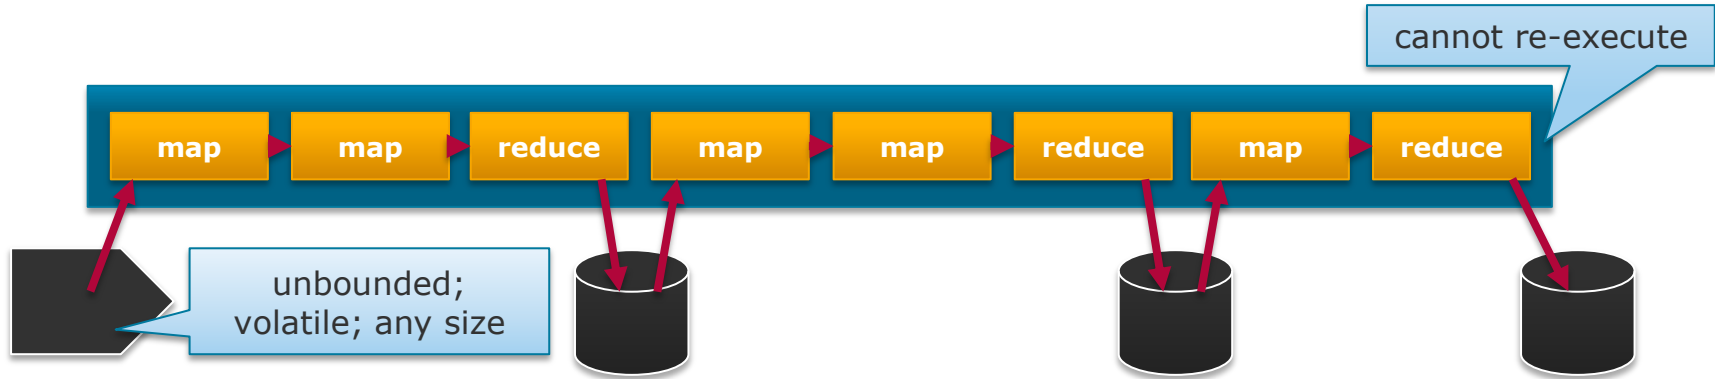 cannot re-execute
map map reduce map map reduce map reduce
unbounded;
volatile; any size